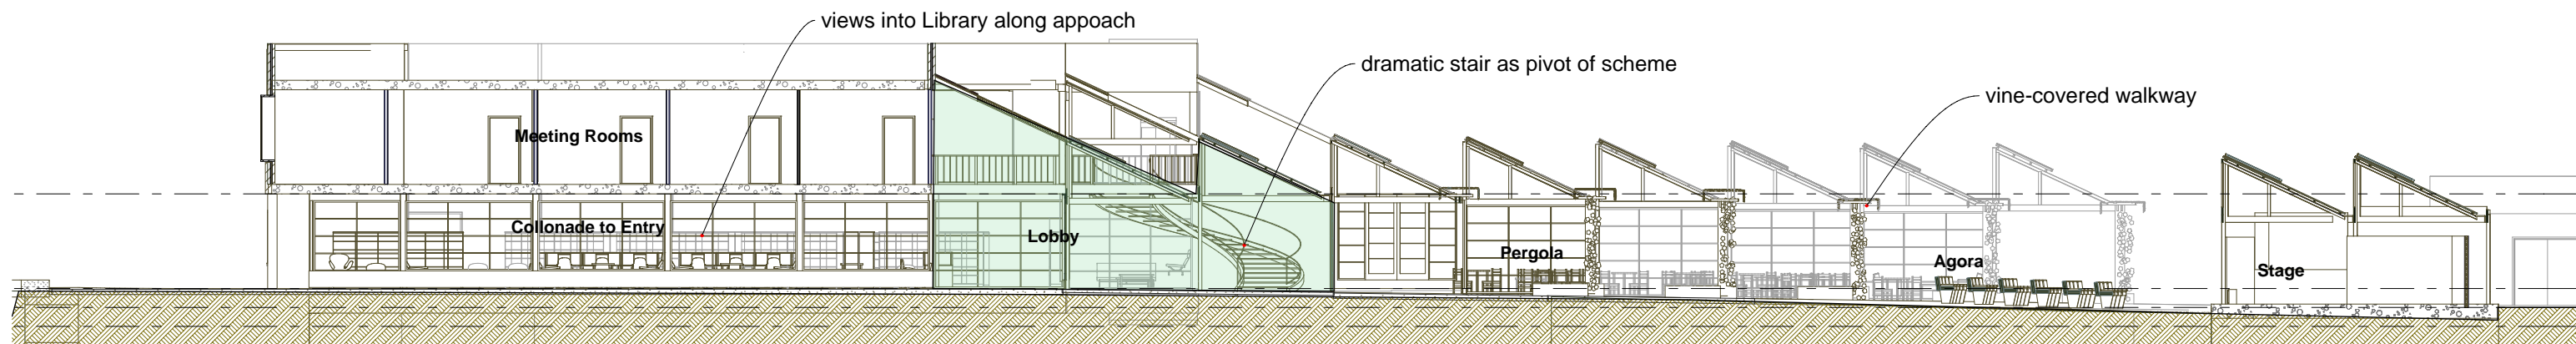 views into Library along appoach
dramatic stair as pivot of scheme
vine-covered walkway
Meeting Rooms
Collonade to Entry
Lobby
Pergola
Agora
Stage